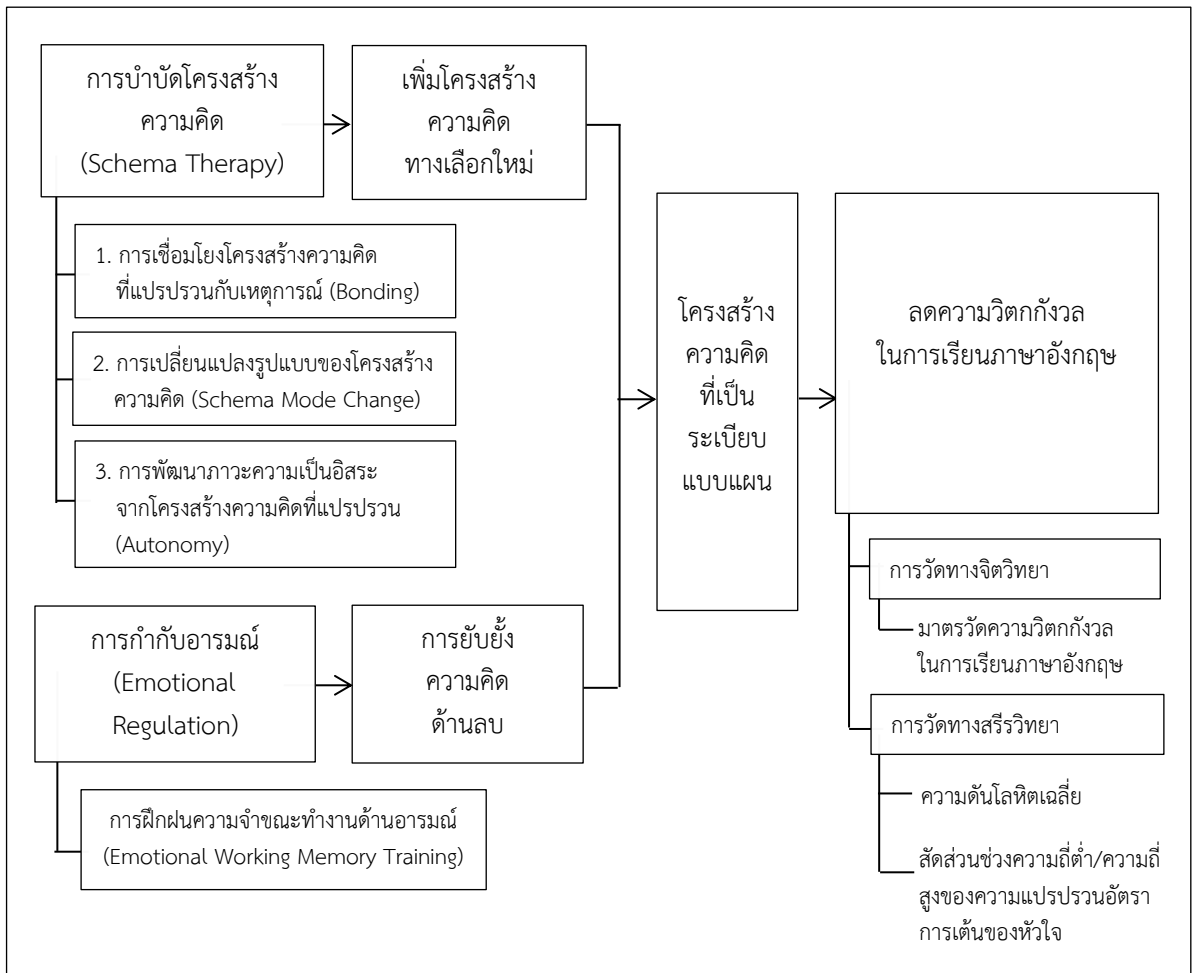 การบำบัดโครงสร้าง
ความคิด
(Schema Therapy)
เพิ่มโครงสร้าง
ความคิด
ทางเลือกใหม่
1. การเชื่อมโยงโครงสร้างความคิด
ที่แปรปรวนกับเหตุการณ์ (Bonding)
2. การเปลี่ยนแปลงรูปแบบของโครงสร้าง
ความคิด (Schema Mode Change)
3. การพัฒนาภาวะความเป็นอิสระ
จากโครงสร้างความคิดที่แปรปรวน
(Autonomy)
การกำกับอารมณ์
(Emotional
Regulation)
การยับยั้ง
ความคิด
ด้านลบ
การฝึกฝนความจำขณะทำงานด้านอารมณ์
(Emotional Working Memory Training)
โครงสร้าง
ความคิด
ที่เป็น
ระเบียบ
แบบแผน
ลดความวิตกกังวล
ในการเรียนภาษาอังกฤษ
การวัดทางจิตวิทยา
มาตรวัดความวิตกกังวล
ในการเรียนภาษาอังกฤษ
การวัดทางสรีรวิทยา
ความดันโลหิตเฉลี่ย
สัดส่วนช่วงความถี่ต่ำ/ความถี่
สูงของความแปรปรวนอัตรา
การเต้นของหัวใจ